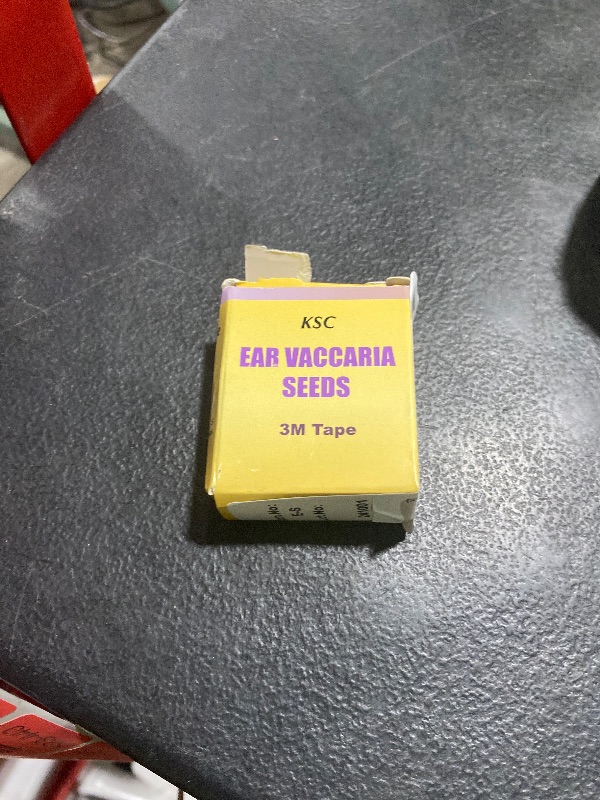 KSC
EAR VACCARIA
SEEDS
3M Tape